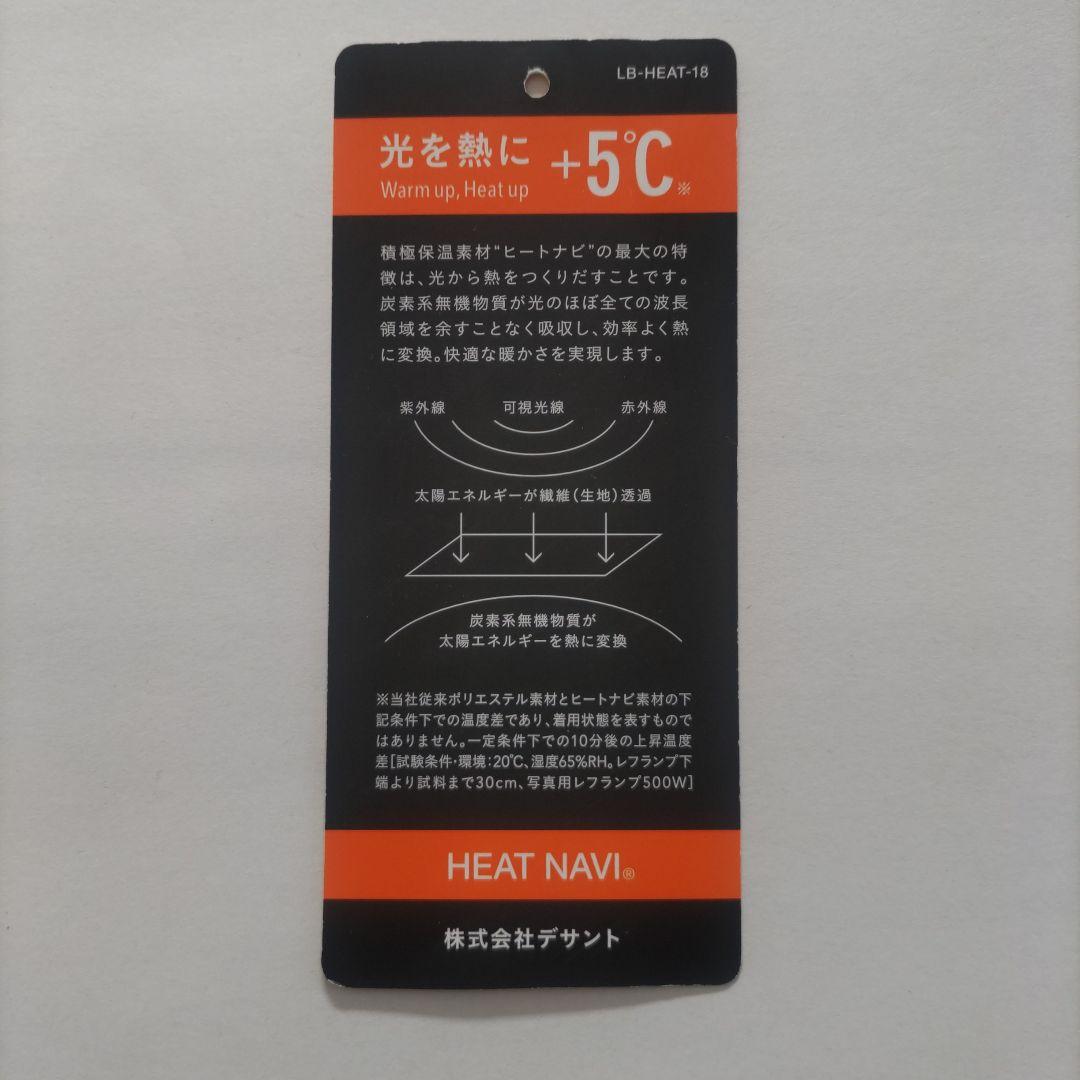 LB-HEAT-18
光を熱に +5℃※
Warm up, Heat up
積極保温素材“ヒートナビ”の最大の特
徴は、光から熱をつくりだすことです。
炭素系無機物質が光のほぼ全ての波長
領域を余すことなく吸収し、効率よく熱
に変換。快適な暖かさを実現します。
紫外線 可視光線 赤外線
太陽エネルギーが繊維(生地)透過
炭素系無機物質が
太陽エネルギーを熱に変換
※当社従来ポリエステル素材とヒートナビ素材の下
記条件下での温度差であり、着用状態を表すもので
はありません。一定条件下での10分後の上昇温度
差[試験条件・環境:20℃、湿度65%RH。レフランプ下
端より試料まで30cm、写真用レフランプ500W]
HEAT NAVI®
株式会社デサント